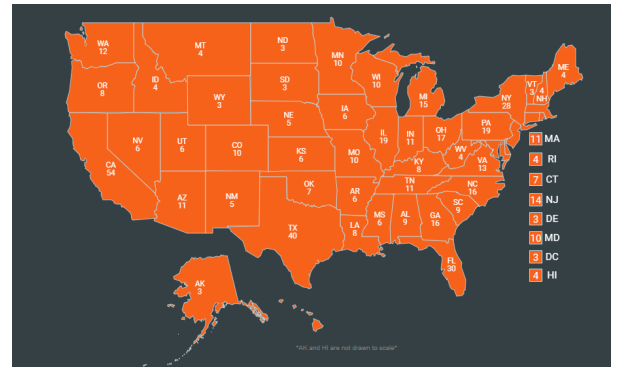 WA
12
OR
8
CA
54
NV
6
ID
4
MT
4
WY
3
UT
6
AZ
11
CO
10
NM
5
ND
3
SD
3
NE
5
KS
6
OK
7
TX
40
MN
10
IA
6
MO
10
AR
6
LA
8
WI
10
IL
19
MI
15
IN
11
OH
17
KY
8
TN
11
MS
6
AL
9
GA
16
FL
30
SC
9
NC
16
VA
13
WV
4
PA
19
NY
28
VT
3
4
NH
ME
4
11 MA
4 RI
7 CT
14 NJ
3 DE
10 MD
3 DC
4 HI
AK
3
*AK and HI are not drawn to scale*